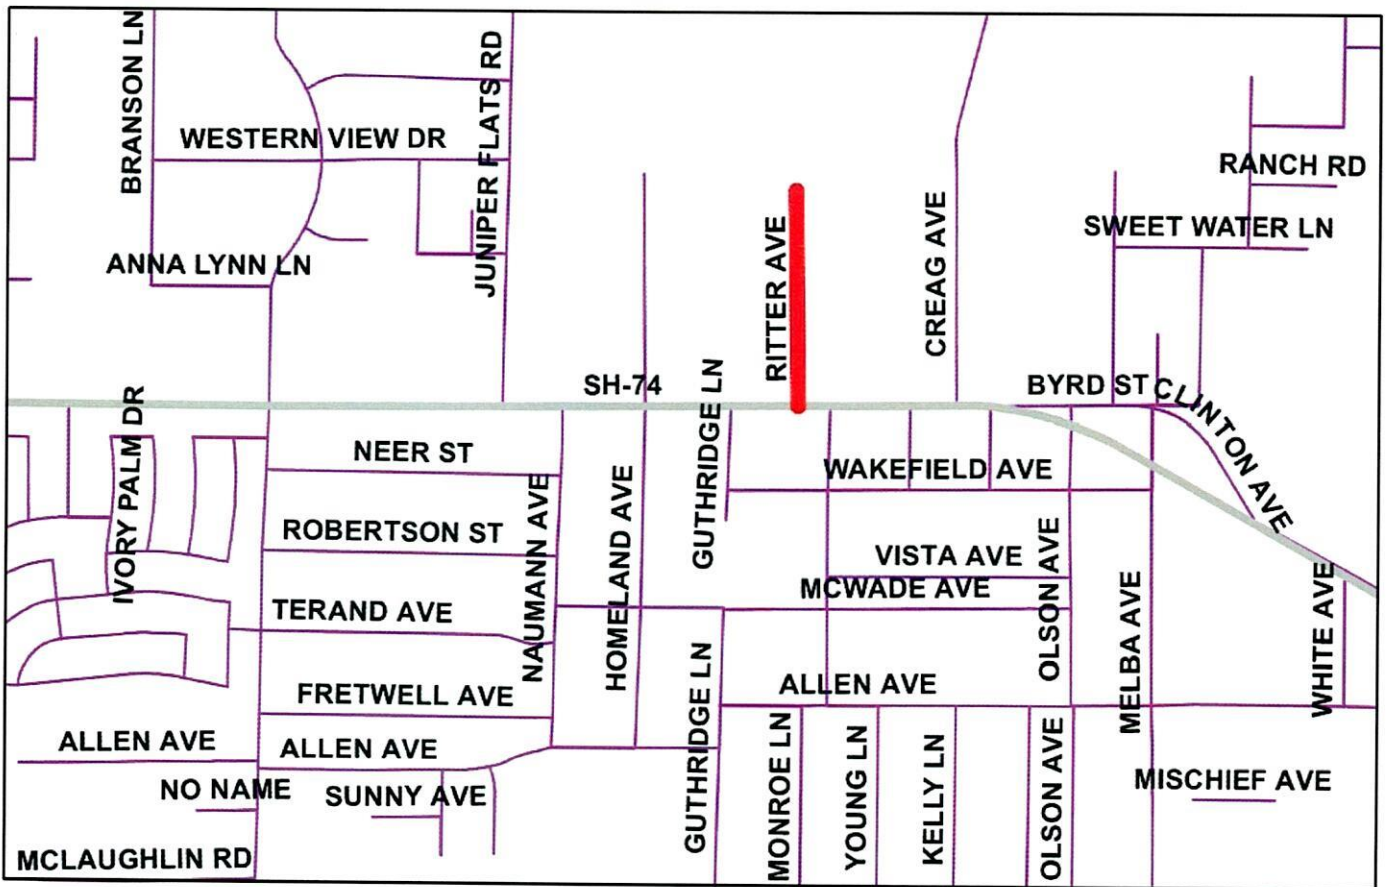 BRANSON LN
WESTERN VIEW DR
JUNIPER FLATS RD
RANCH RD
SWEET WATER LN
ANNA LYNN LN
RITTER AVE
CREAG AVE
SH-74
BYRD ST
CLINTON AVE
IVORY PALM DR
GUTHRIDGE LN
NEER ST
WAKEFIELD AVE
NAUMANN AVE
HOMELAND AVE
ROBERTSON ST
VISTA AVE
OLSON AVE
MCWADE AVE
MELBA AVE
WHITE AVE
TERAND AVE
FRETWELL AVE
GUTHRIDGE LN
ALLEN AVE
ALLEN AVE
ALLEN AVE
MONROE LN
YOUNG LN
KELLY LN
OLSON AVE
MISCHIEF AVE
NO NAME
SUNNY AVE
MCLAUGHLIN RD